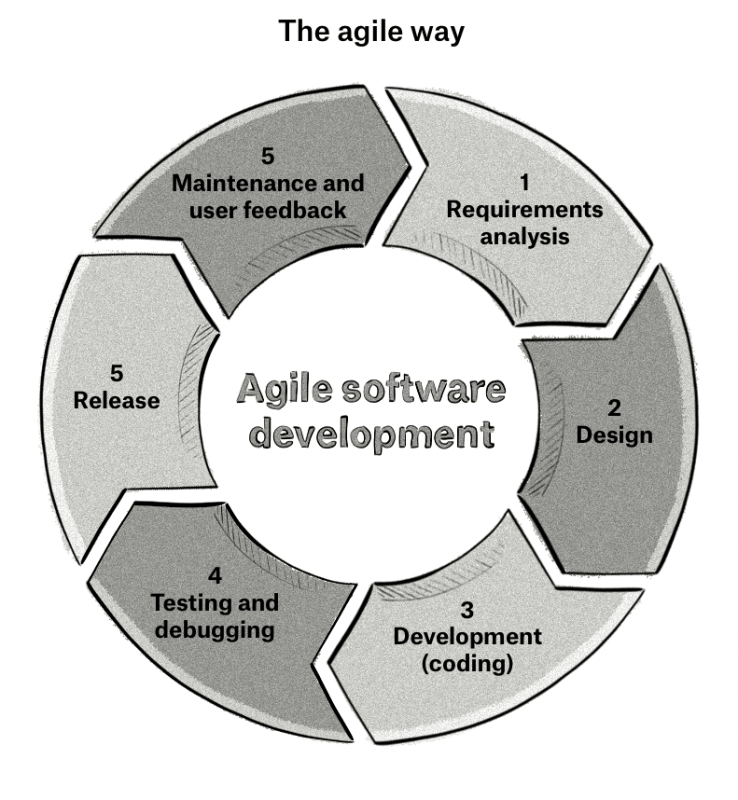 The agile way
1
Requirements
analysis
2
Design
3
Development
(coding)
4
Testing and
debugging
5
Release
5
Maintenance and
user feedback
Agile software
development